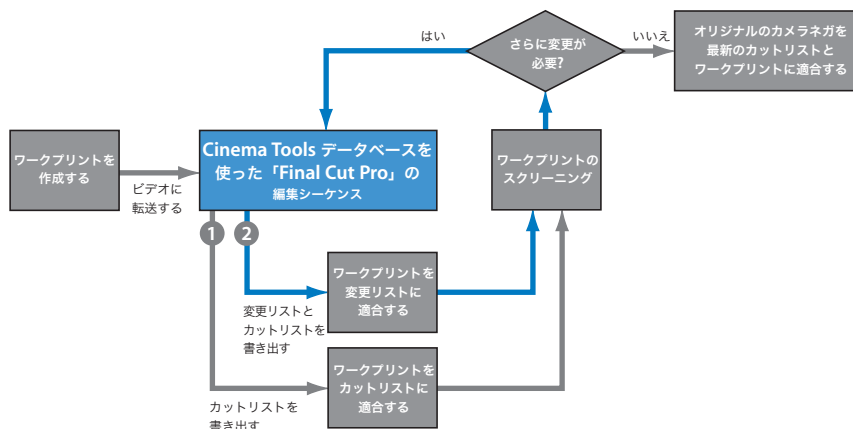 はい
さらに変更が
必要?
いいえ
オリジナルのカメラネガを
最新のカットリストと
ワークプリントに適合する
ワークプリントを
作成する
ビデオに
転送する
Cinema Tools データベースを
使った「Final Cut Pro」の
編集シーケンス
ワークプリントの
スクリーニング
1
2
ワークプリントを
変更リストに
適合する
変更リストと
カットリストを
書き出す
ワークプリントを
カットリストに
適合する
カットリストを
書き出す